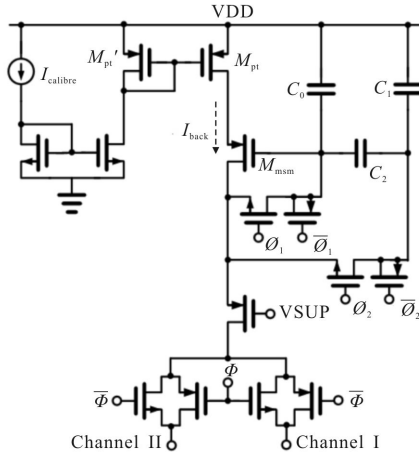 VDD
M_pt'
M_pt
I_calibre
C_0
C_1
I_back
M_msm
C_2
Ø_1
Ø̅_1
Ø_2
Ø̅_2
VSUP
Φ
Φ̅
Φ̅
Channel II
Channel I